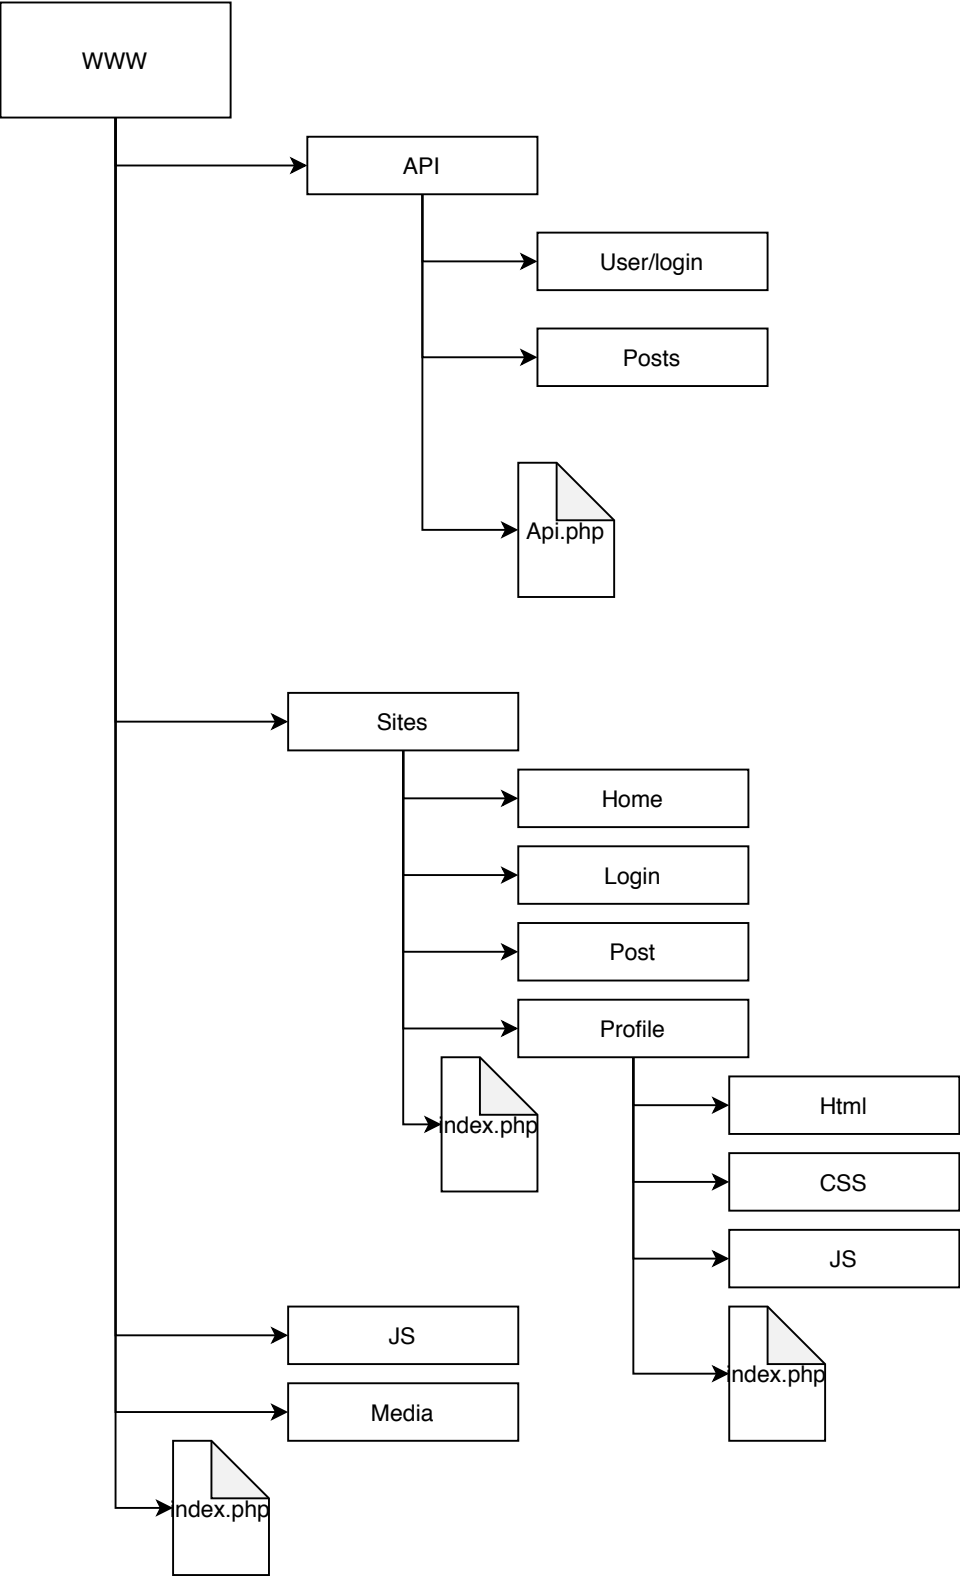 WWW
API
User/login
Posts
Api.php
Sites
Home
Login
Post
Profile
Html
index.php
CSS
JS
JS
index.php
Media
index.php